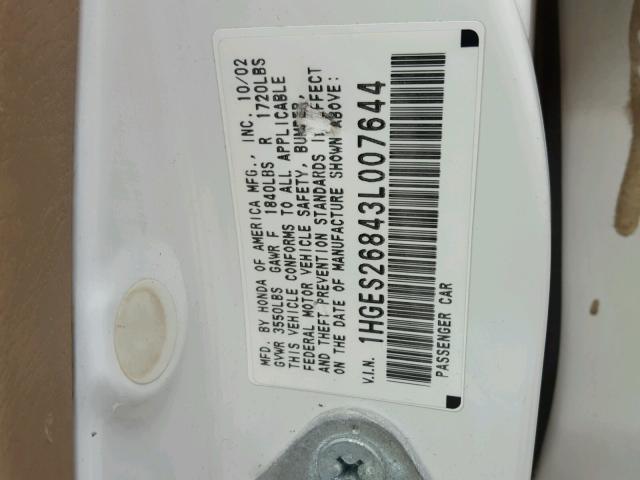 MFD. BY HONDA OF AMERICA MFG., INC. 10/02
GVWR 3550LBS GAWR F 1840LBS R 1720LBS
THIS VEHICLE CONFORMS TO ALL APPLICABLE
FEDERAL MOTOR VEHICLE SAFETY, BUMPER,
AND THEFT PREVENTION STANDARDS IN EFFECT
ON THE DATE OF MANUFACTURE SHOWN ABOVE:
V.I.N. 1HGES26843L007644
PASSENGER CAR